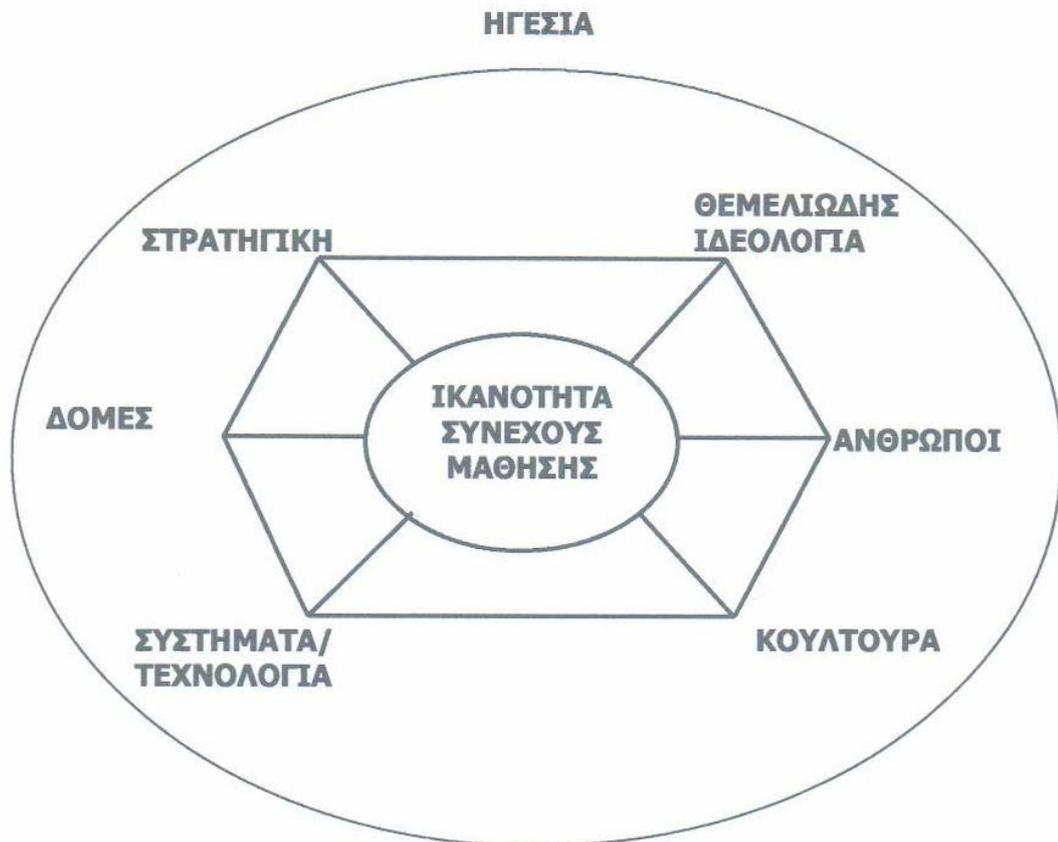 ΗΓΕΣΙΑ
ΣΤΡΑΤΗΓΙΚΗ
ΘΕΜΕΛΙΩΔΗΣ
ΙΔΕΟΛΟΓΙΑ
ΔΟΜΕΣ
ΙΚΑΝΟΤΗΤΑ
ΣΥΝΕΧΟΥΣ
ΜΑΘΗΣΗΣ
ΑΝΘΡΩΠΟΙ
ΣΥΣΤΗΜΑΤΑ/
ΤΕΧΝΟΛΟΓΙΑ
ΚΟΥΛΤΟΥΡΑ